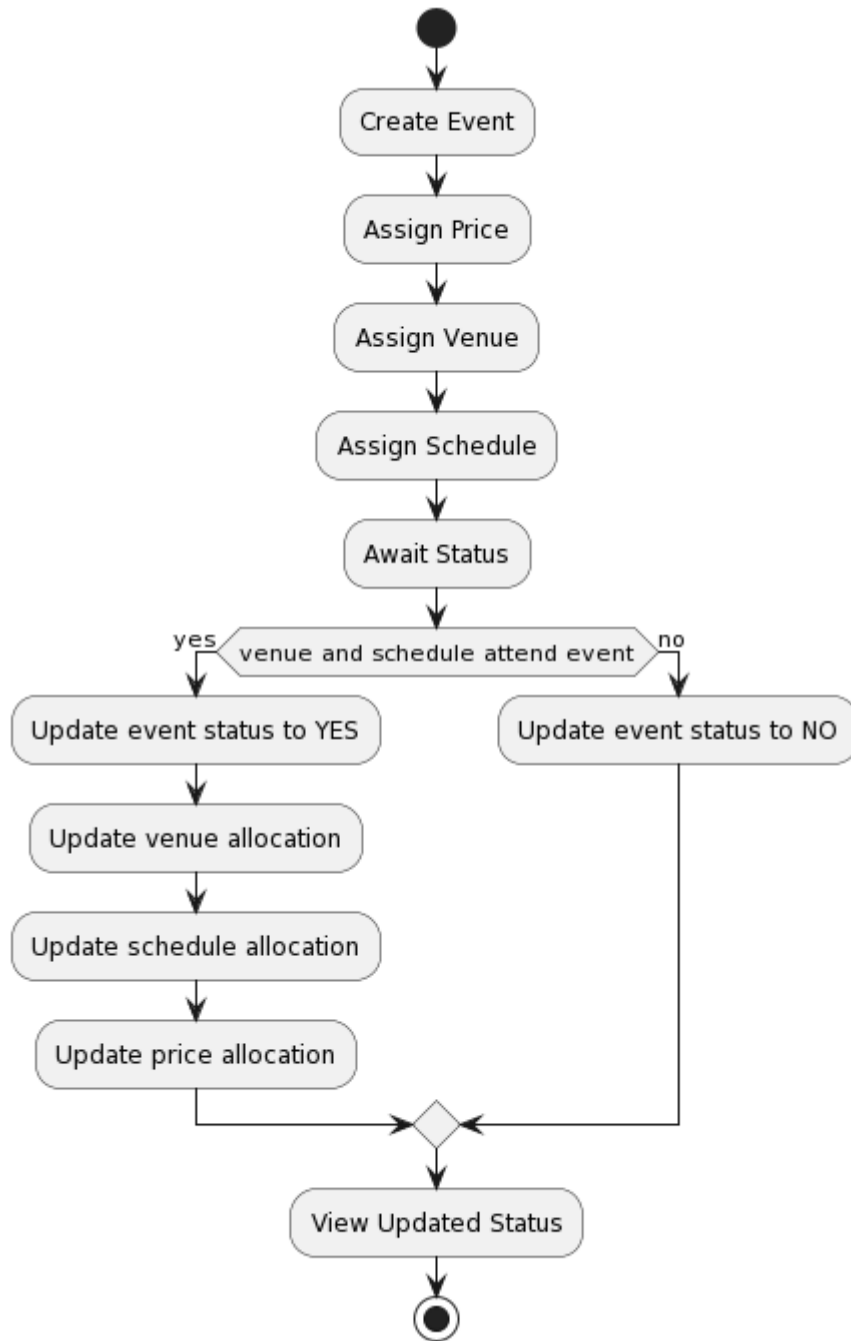 Create Event
Assign Price
Assign Venue
Assign Schedule
Await Status
yes
venue and schedule attend event
no
Update event status to YES
Update event status to NO
Update venue allocation
Update schedule allocation
Update price allocation
View Updated Status